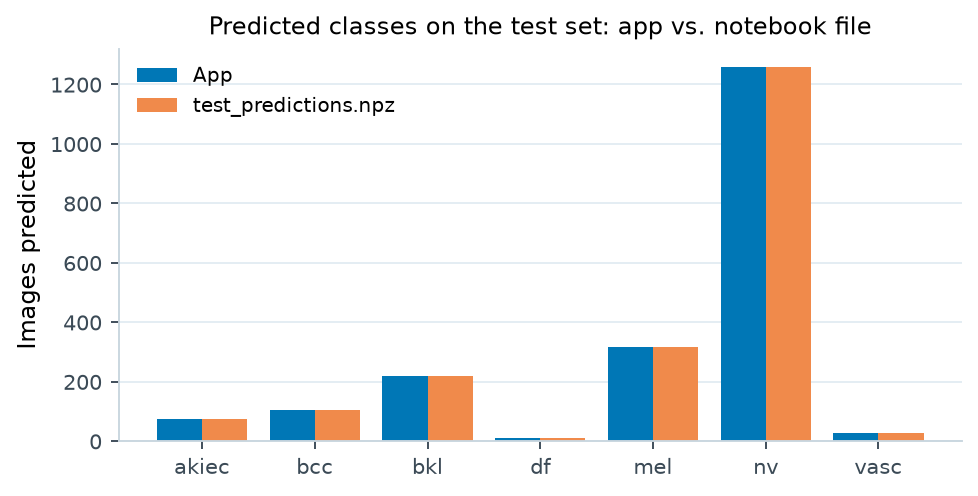 Predicted classes on the test set: app vs. notebook file
App
test_predictions.npz
Images predicted
1200
1000
800
600
400
200
0
akiec bcc bkl df mel nv vasc